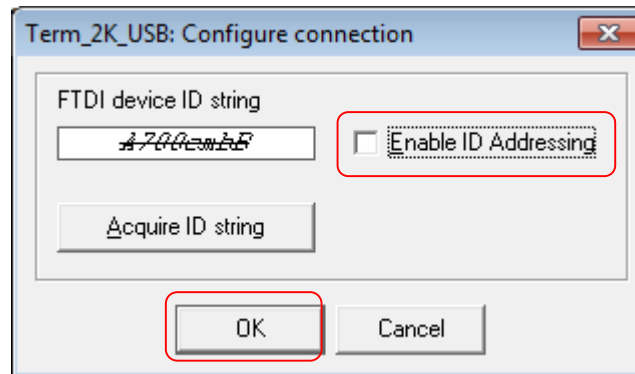 Term_2K_USB: Configure connection
FTDI device ID string
Enable ID Addressing
Acquire ID string
OK
Cancel